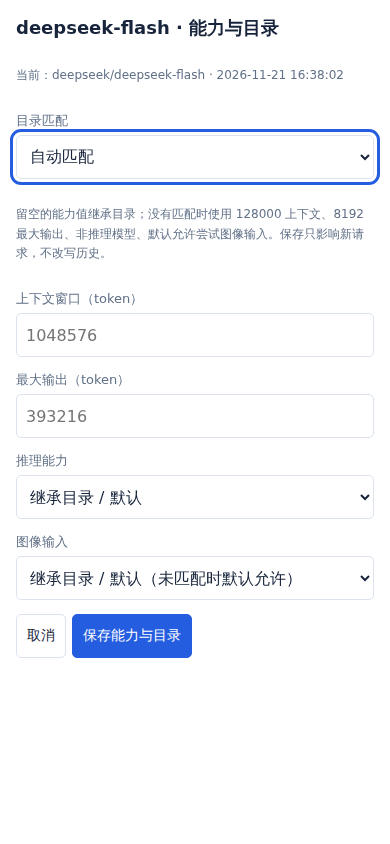 deepseek-flash · 能力与目录
当前：deepseek/deepseek-flash · 2026-11-21 16:38:02
目录匹配
自动匹配
留空的能力值继承目录；没有匹配时使用 128000 上下文、8192
最大输出、非推理模型、默认允许尝试图像输入。保存只影响新请
求，不改写历史。
上下文窗口（token）
1048576
最大输出（token）
393216
推理能力
继承目录 / 默认
图像输入
继承目录 / 默认（未匹配时默认允许）
取消 保存能力与目录